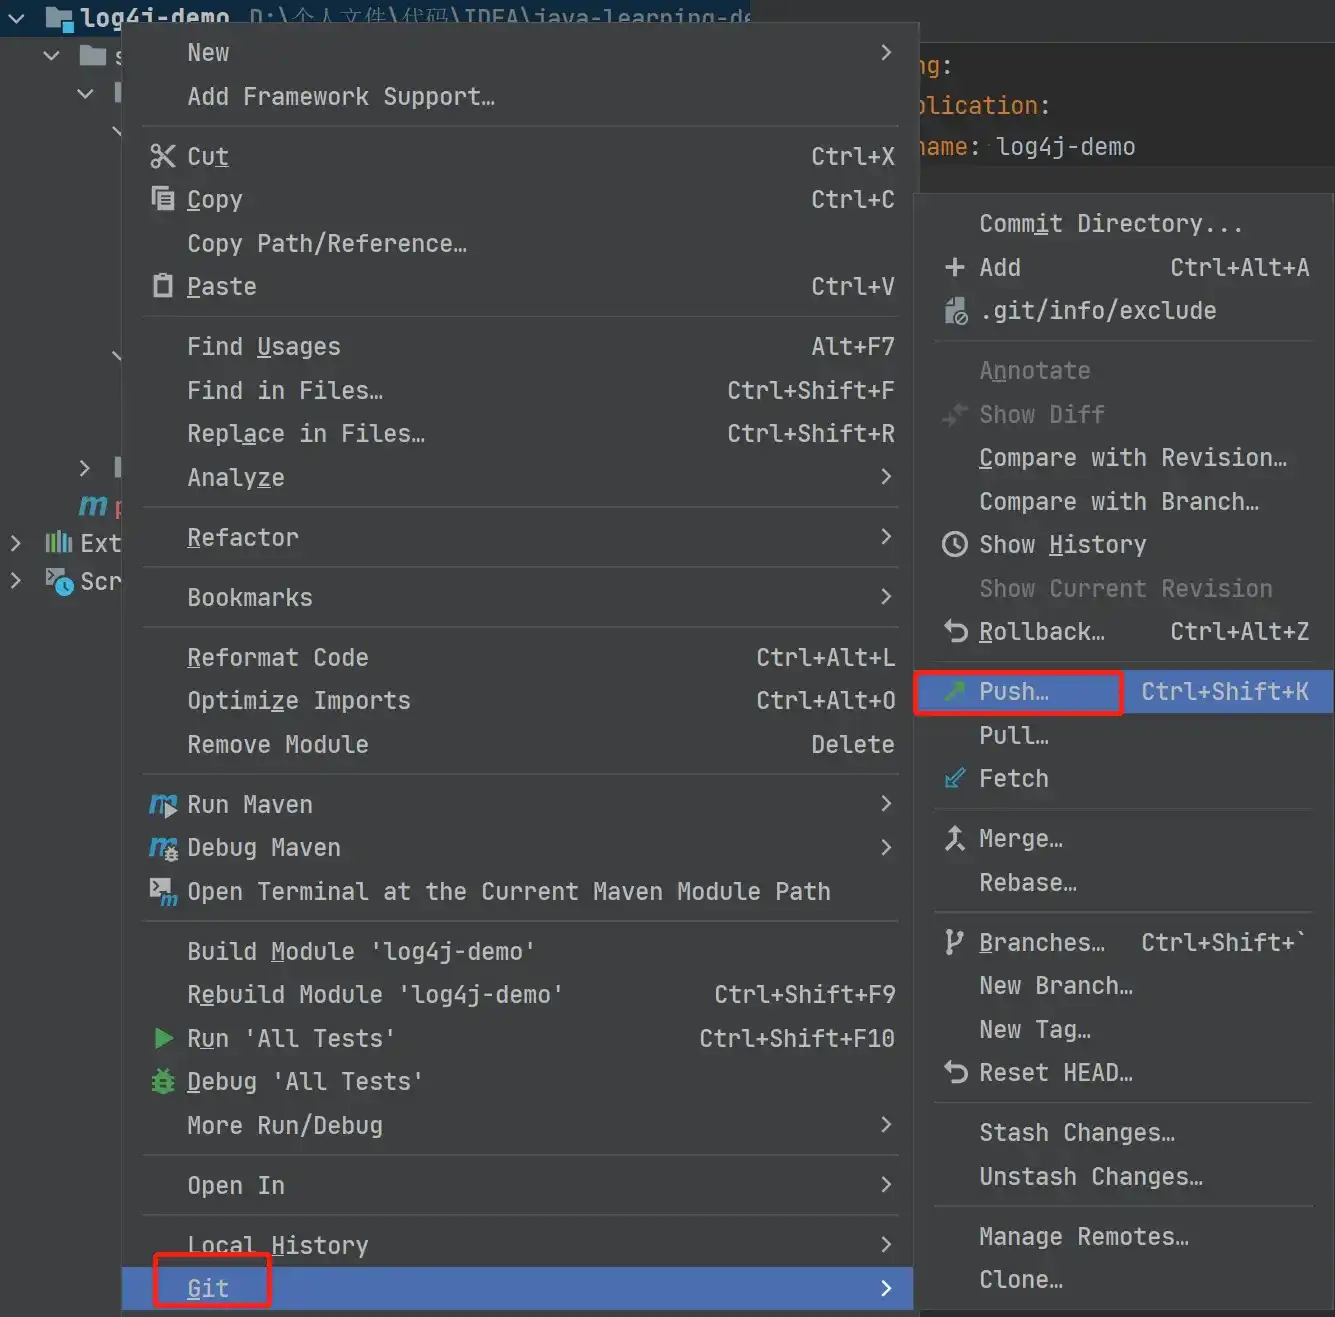 log4j-demo D:\个人文件\代码\IDEA\java-learning-de
Ext
Scr
New
Add Framework Support…
Cut Ctrl+X
Copy Ctrl+C
Copy Path/Reference…
Paste Ctrl+V
Find Usages Alt+F7
Find in Files… Ctrl+Shift+F
Replace in Files… Ctrl+Shift+R
Analyze
Refactor
Bookmarks
Reformat Code Ctrl+Alt+L
Optimize Imports Ctrl+Alt+O
Remove Module Delete
Run Maven
Debug Maven
Open Terminal at the Current Maven Module Path
Build Module 'log4j-demo'
Rebuild Module 'log4j-demo' Ctrl+Shift+F9
Run 'All Tests' Ctrl+Shift+F10
Debug 'All Tests'
More Run/Debug
Open In
Local History
Git
ng:
plication:
name: log4j-demo
Commit Directory...
Add Ctrl+Alt+A
.git/info/exclude
Annotate
Show Diff
Compare with Revision…
Compare with Branch…
Show History
Show Current Revision
Rollback… Ctrl+Alt+Z
Push… Ctrl+Shift+K
Pull…
Fetch
Merge…
Rebase…
Branches… Ctrl+Shift+`
New Branch…
New Tag…
Reset HEAD…
Stash Changes…
Unstash Changes…
Manage Remotes…
Clone…